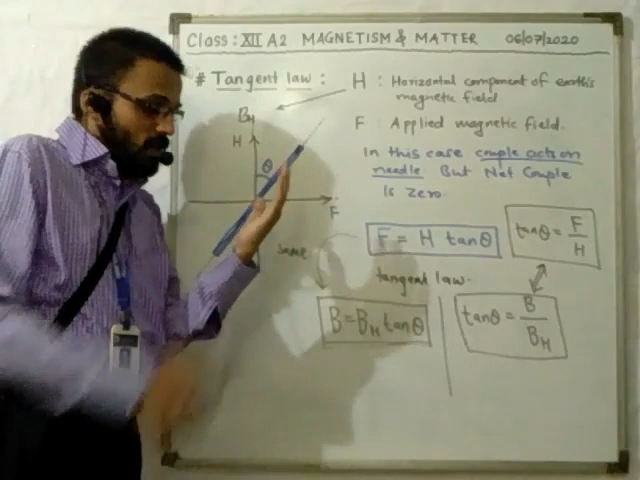 Class : XII A2 MAGNETISM & MATTER 06/07/2020
# Tangent law :
H : Horizontal component of earth's
magnetic field
F : Applied magnetic field.
In this case couple act on
needle But Net Couple
is zero.
H
θ
F
F = H tanθ
tanθ = F/H
same
tangent law.
B = B_H tanθ
tanθ = B/B_H